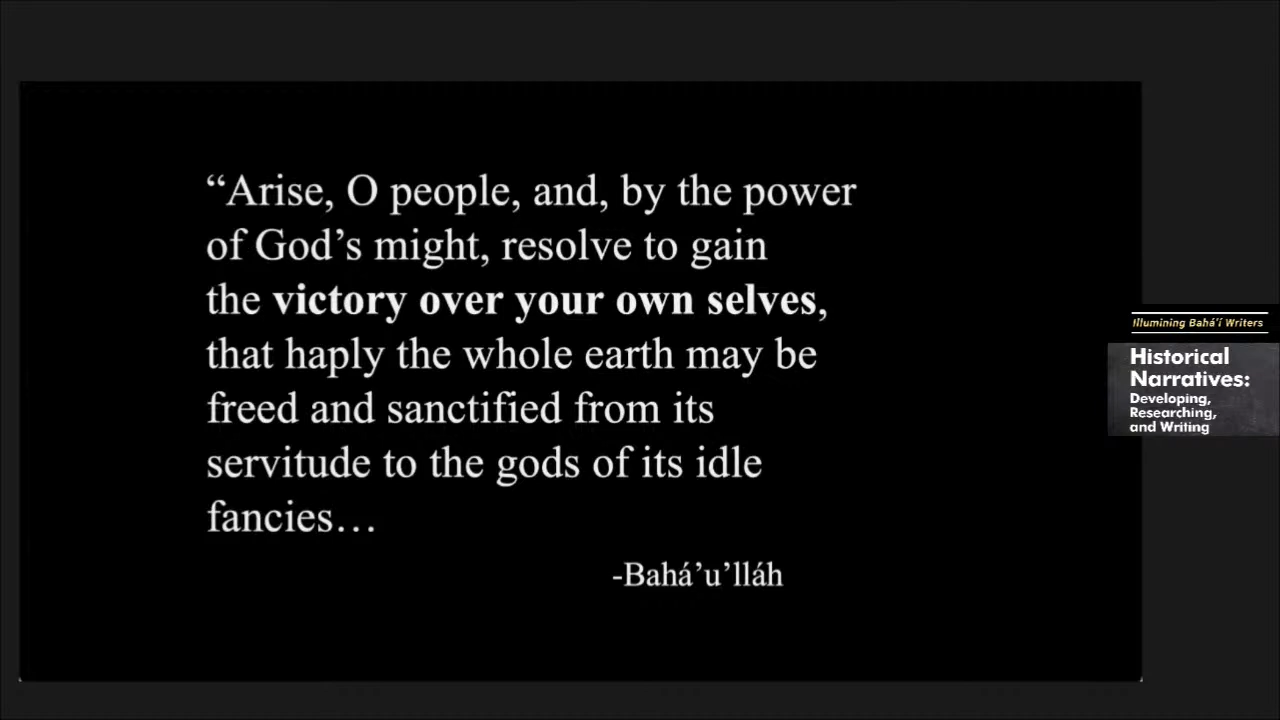 “Arise, O people, and, by the power
of God’s might, resolve to gain
the victory over your own selves,
that haply the whole earth may be
freed and sanctified from its
servitude to the gods of its idle
fancies…
-Bahá’u’lláh
Illumining Bahá’í Writers
Historical
Narratives:
Developing,
Researching,
and Writing